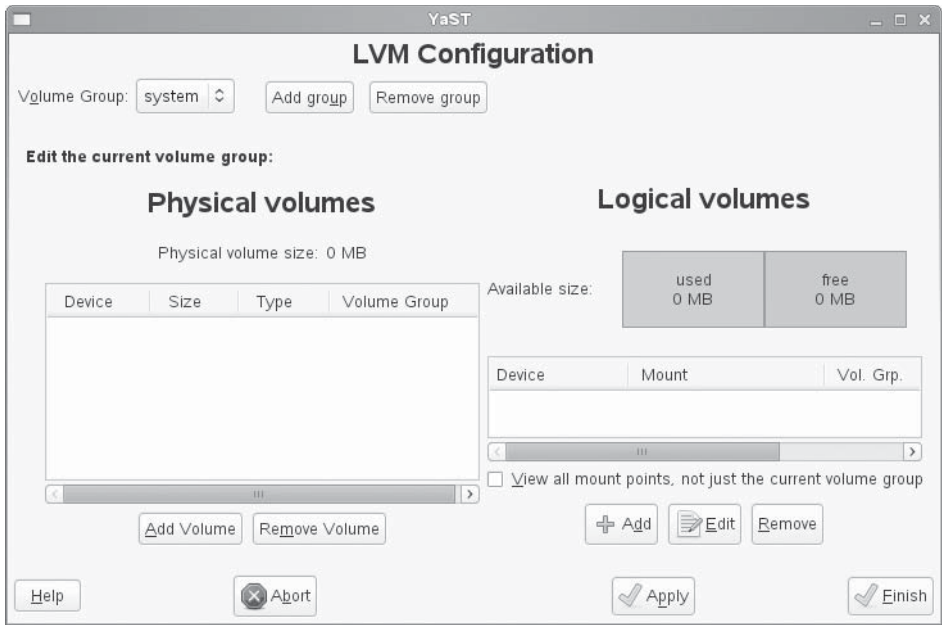 YaST
LVM Configuration
Volume Group: system Add group Remove group
Edit the current volume group:
Physical volumes
Physical volume size: 0 MB
Device Size Type Volume Group
Add Volume Remove Volume
Logical volumes
Available size:
used
0 MB
free
0 MB
Device Mount Vol. Grp.
View all mount points, not just the current volume group
Add Edit Remove
Help Abort Apply Finish